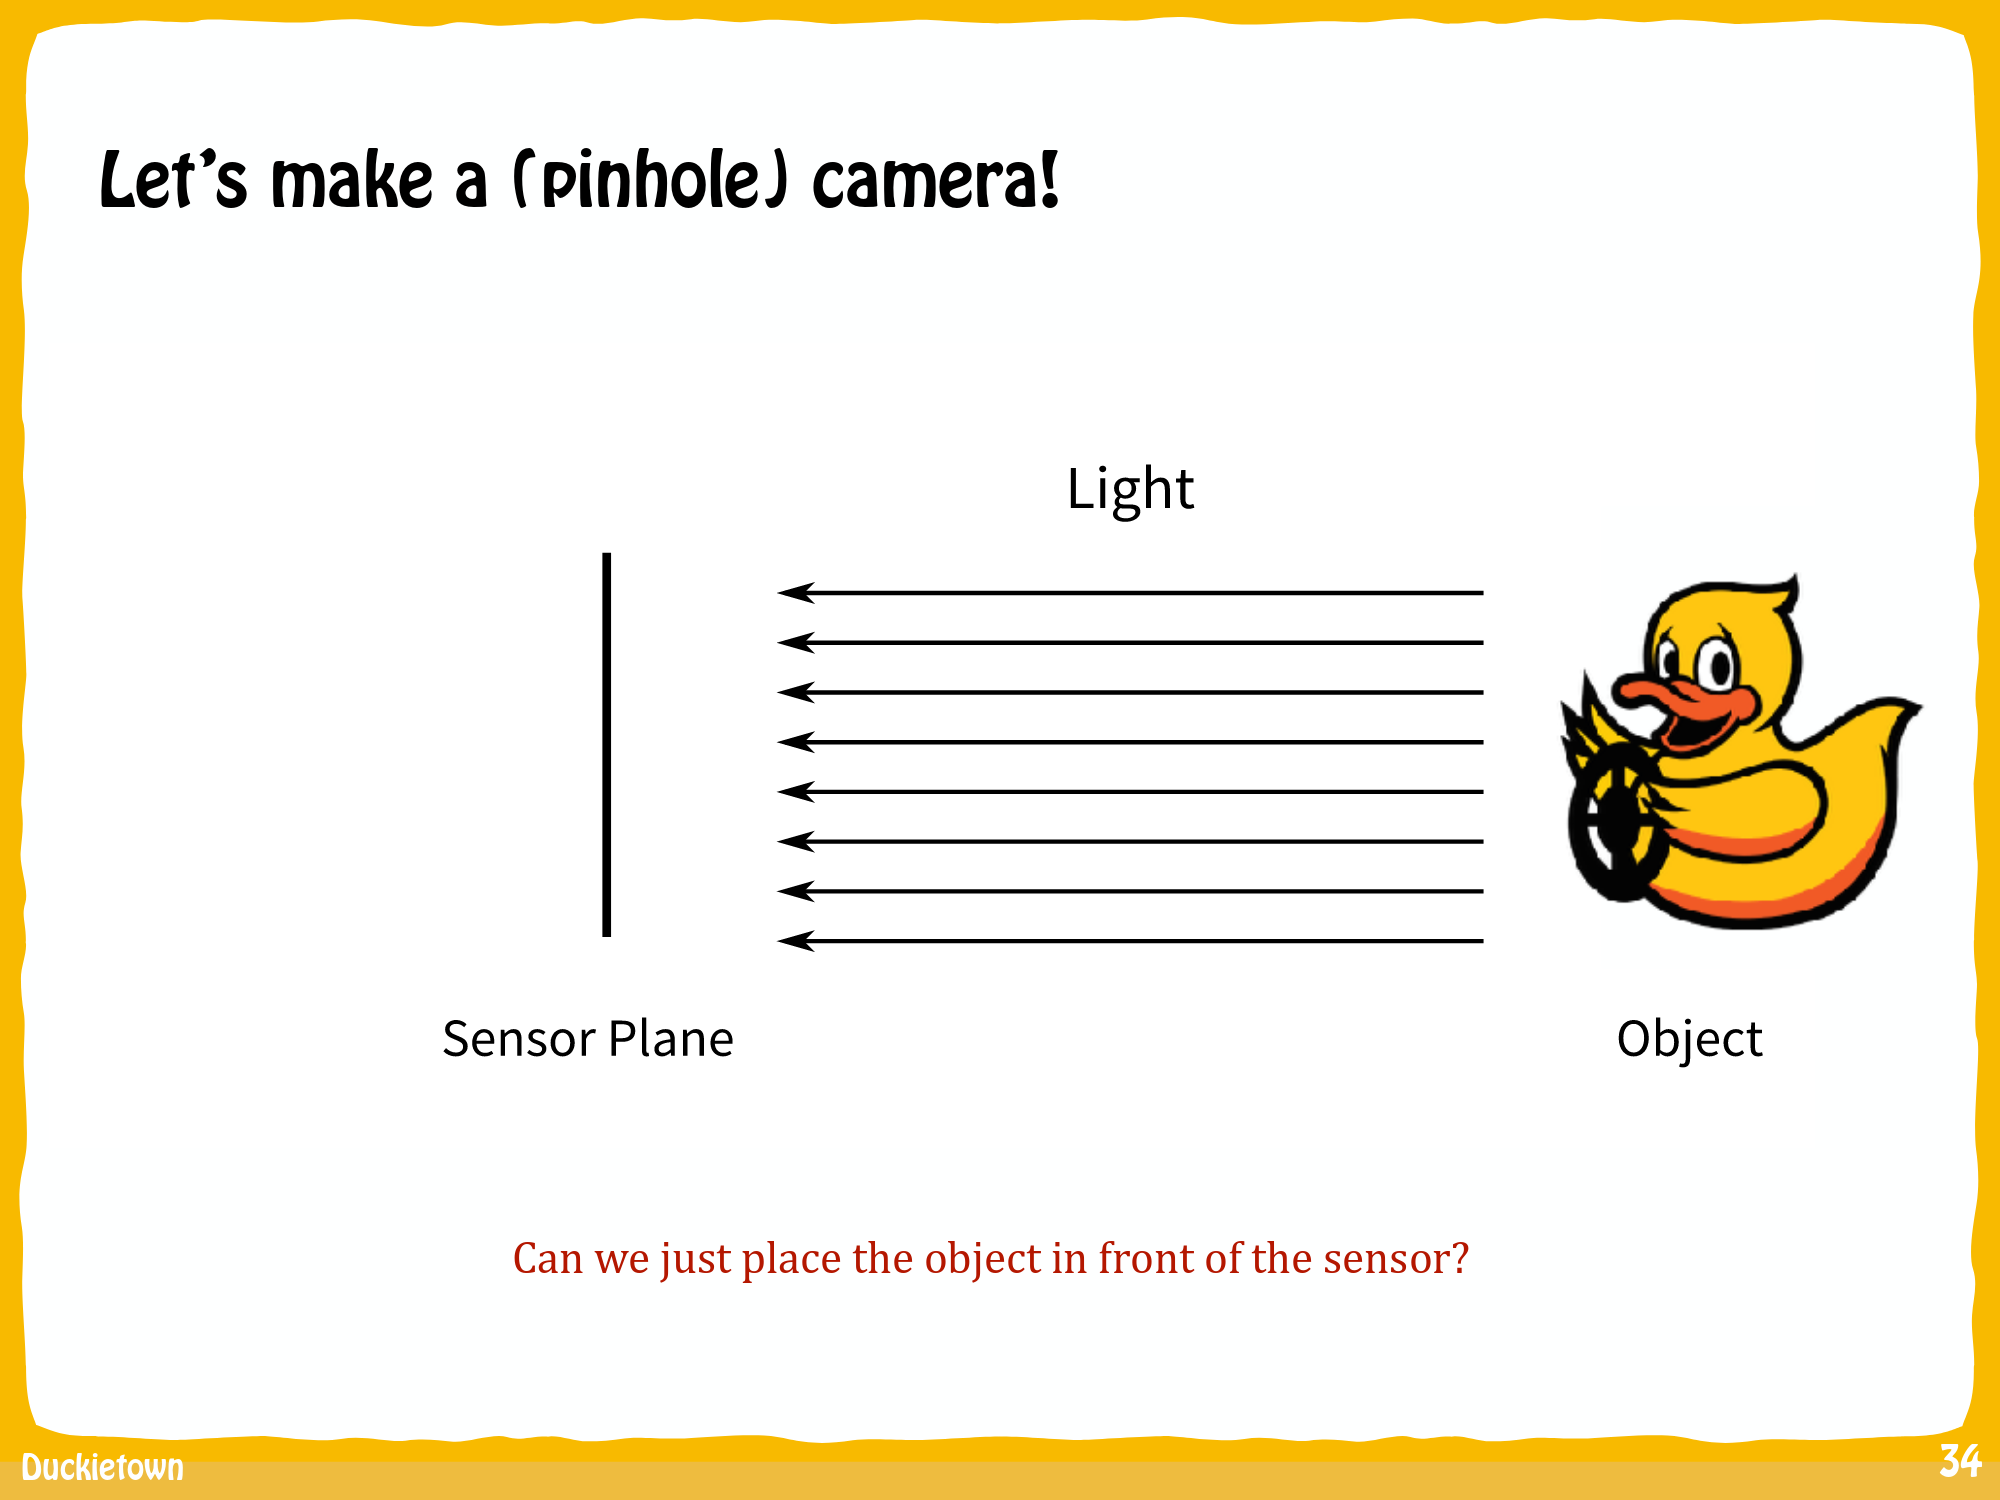 Let's make a (pinhole) camera!
Light
Sensor Plane
Object
Can we just place the object in front of the sensor?
Duckietown
34